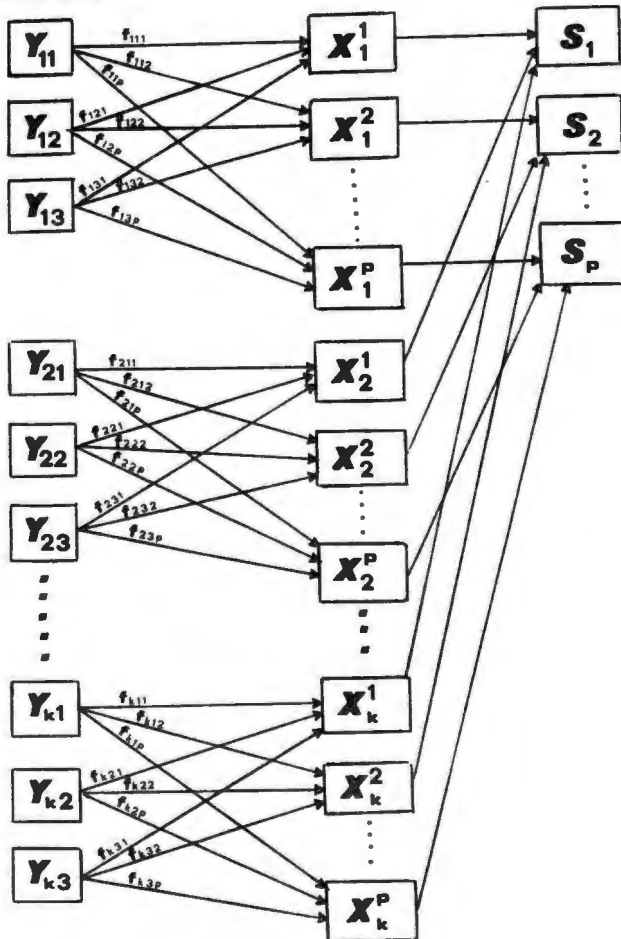 Y₁₁ f₁₁₁ X₁¹ S₁
f₁₁₂
f₁₁ₚ
Y₁₂ f₁₂₁ X₁² S₂
f₁₂₂
f₁₂ₚ
Y₁₃ f₁₃₁
f₁₃₂
f₁₃ₚ X₁ᵖ Sₚ
Y₂₁ f₂₁₁ X₂¹
f₂₁₂
f₂₁ₚ
Y₂₂ f₂₂₁ X₂²
f₂₂₂
f₂₂ₚ
Y₂₃ f₂₃₁
f₂₃₂
f₂₃ₚ X₂ᵖ
Yₖ₁ fₖ₁₁ Xₖ¹
fₖ₁₂
fₖ₁ₚ
Yₖ₂ fₖ₂₁ Xₖ²
fₖ₂₂
fₖ₂ₚ
Yₖ₃ fₖ₃₁
fₖ₃₂
fₖ₃ₚ Xₖᵖ